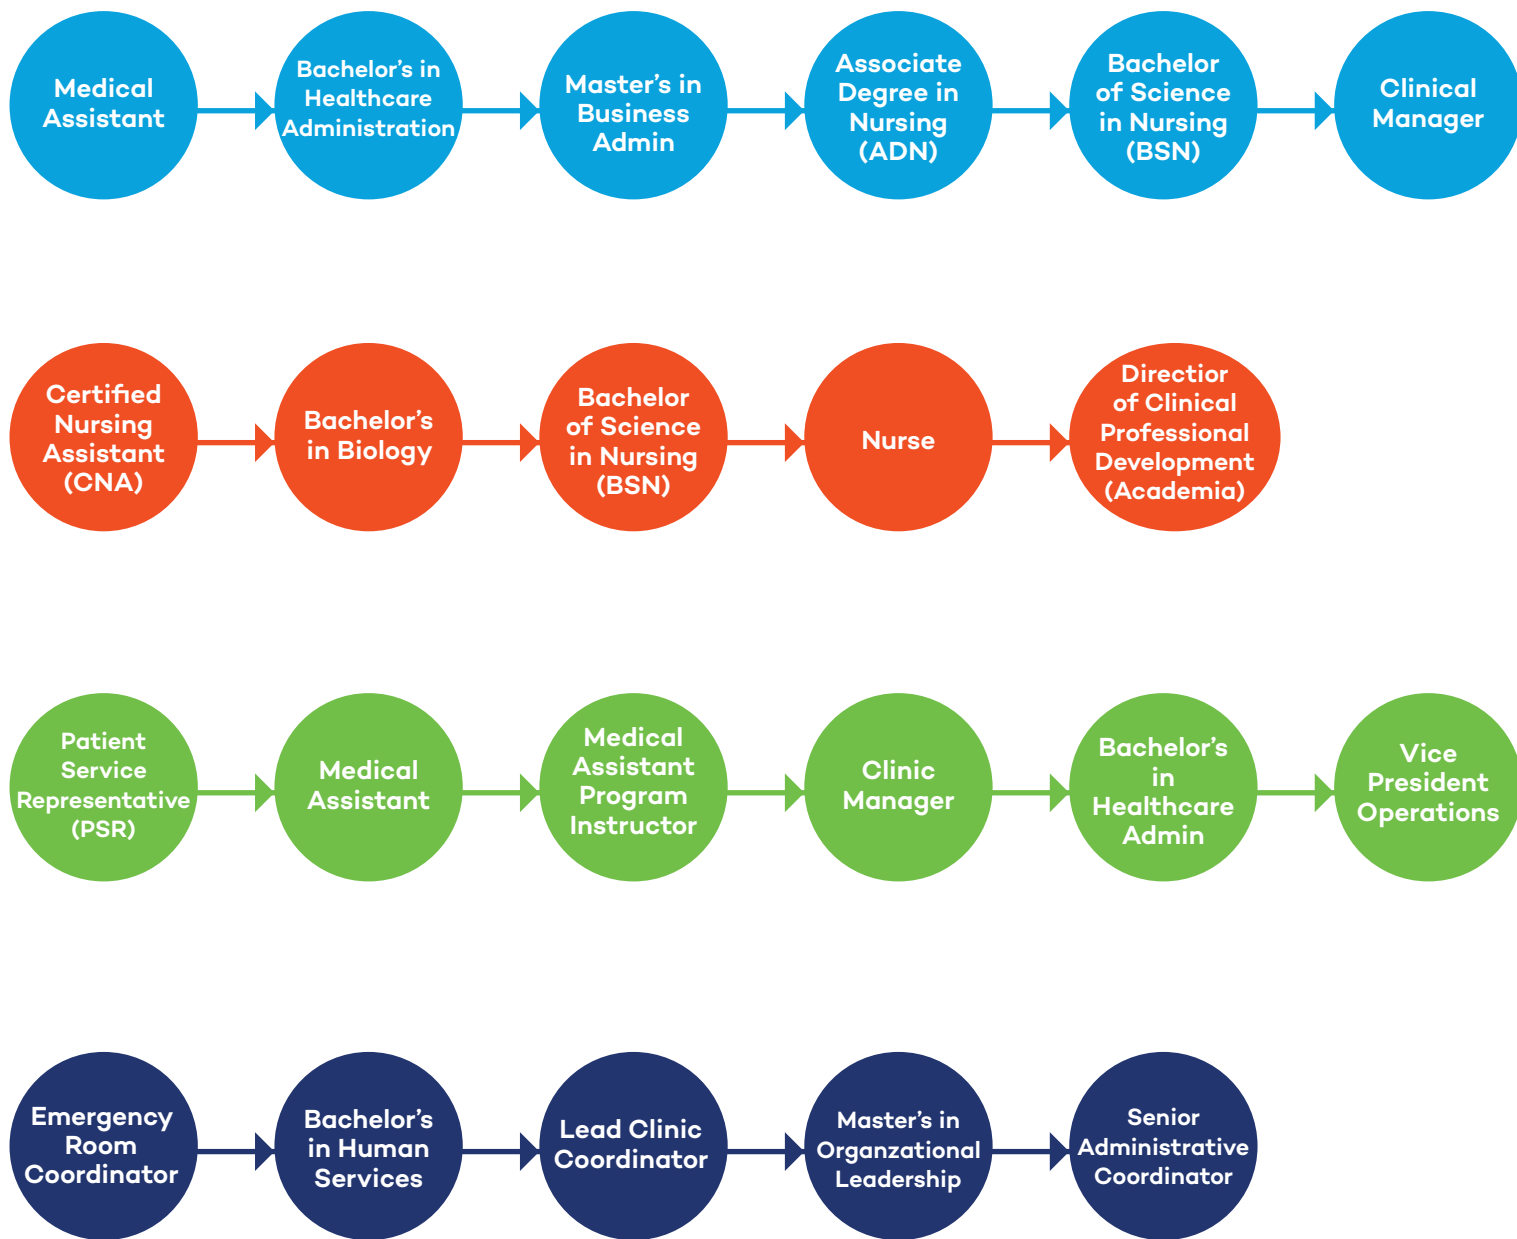 Medical
Assistant
Bachelor's in
Healthcare
Administration
Master's in
Business
Admin
Associate
Degree in
Nursing
(ADN)
Bachelor
of Science
in Nursing
(BSN)
Clinical
Manager
Certified
Nursing
Assistant
(CNA)
Bachelor's
in Biology
Bachelor
of Science
in Nursing
(BSN)
Nurse
Directior
of Clinical
Professional
Development
(Academia)
Patient
Service
Representative
(PSR)
Medical
Assistant
Medical
Assistant
Program
Instructor
Clinic
Manager
Bachelor's
in
Healthcare
Admin
Vice
President
Operations
Emergency
Room
Coordinator
Bachelor's
in Human
Services
Lead Clinic
Coordinator
Master's in
Organzational
Leadership
Senior
Administrative
Coordinator